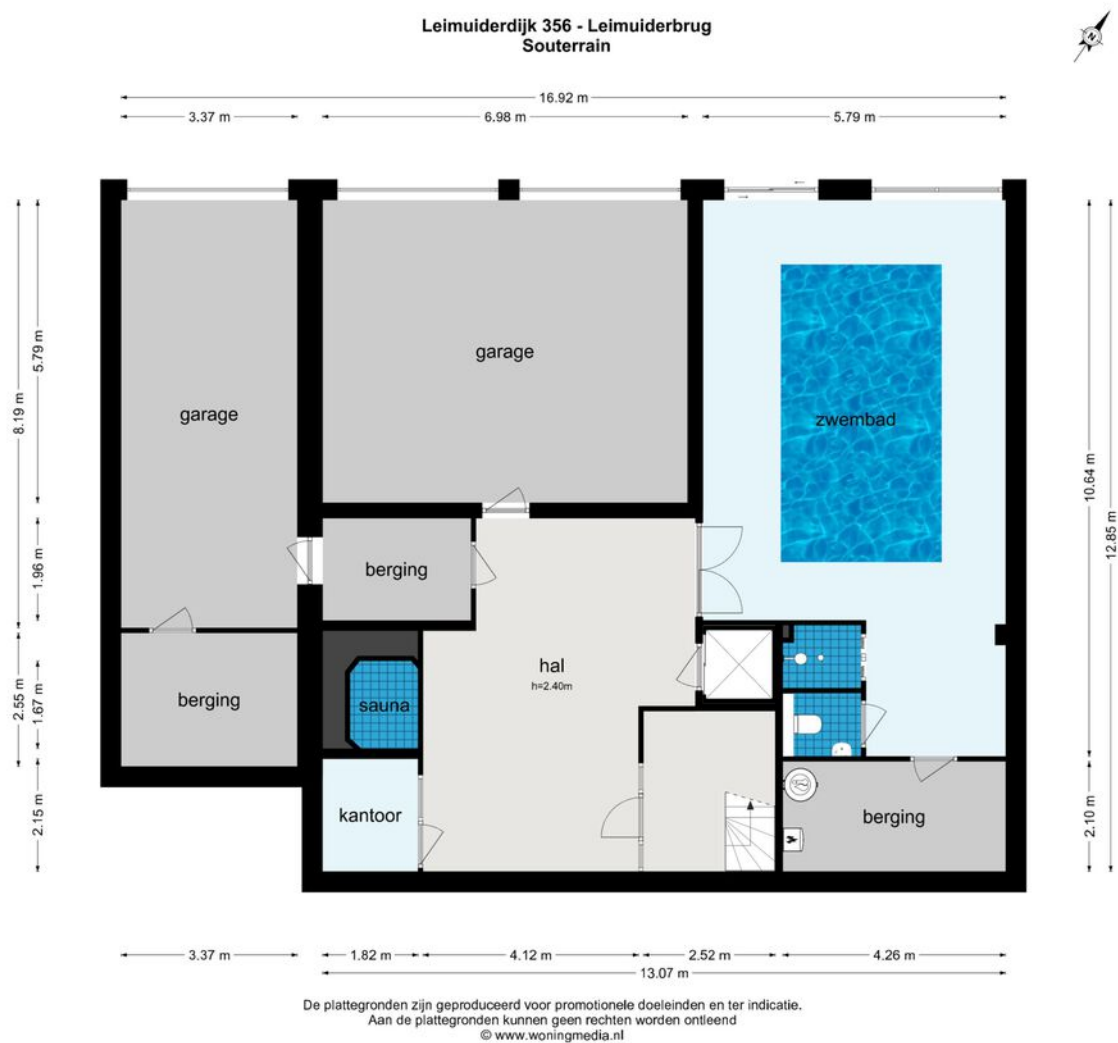 Leimuiderdijk 356 - Leimuiderbrug
Souterrain
N
16.92 m
3.37 m
6.98 m
5.79 m
5.79 m
8.19 m
1.96 m
2.55 m
1.67 m
2.15 m
garage
garage
zwembad
berging
berging
sauna
hal
h=2.40m
kantoor
berging
10.64 m
12.85 m
2.10 m
3.37 m
1.82 m
4.12 m
2.52 m
4.26 m
13.07 m
De plattegronden zijn geproduceerd voor promotionele doeleinden en ter indicatie.
Aan de plattegronden kunnen geen rechten worden ontleend
© www.woningmedia.nl